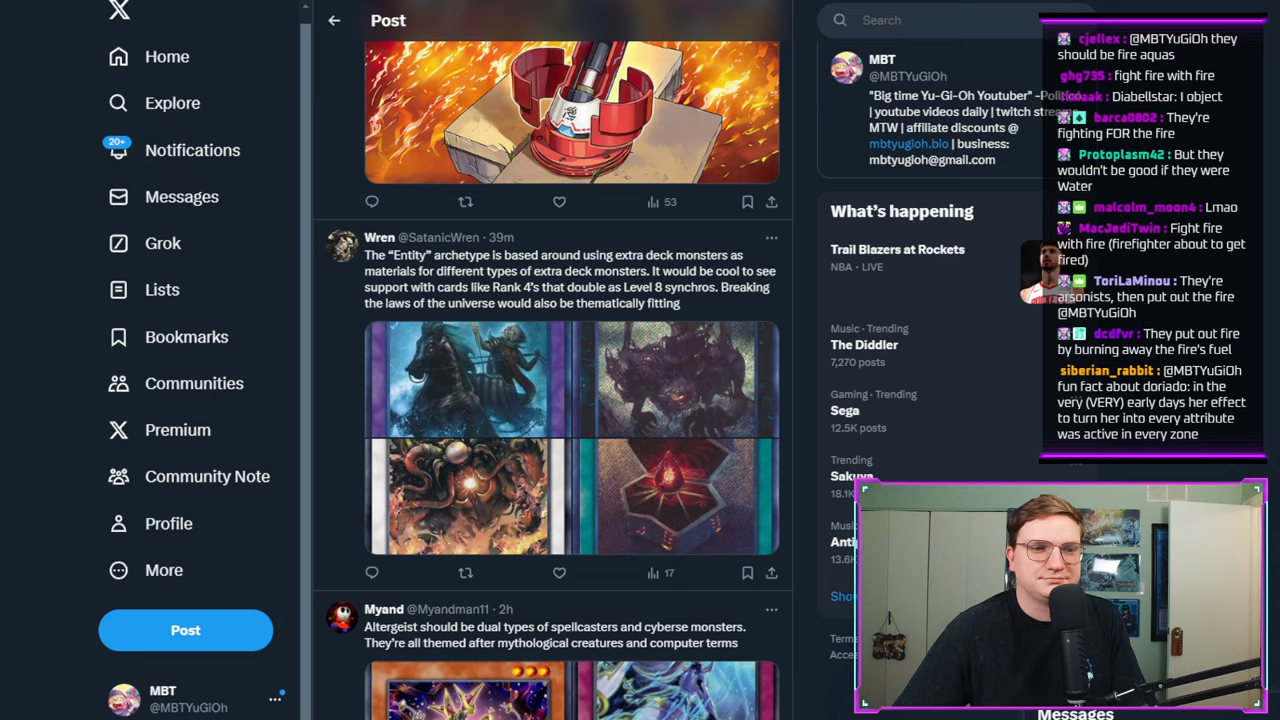 Home
Explore
20+
Notifications
Messages
Grok
Lists
Bookmarks
Communities
Premium
Community Note
Profile
More
Post
MBT
@MBTYuGiOh
Post
53
Wren @SatanicWren · 39m
The “Entity” archetype is based around using extra deck monsters as
materials for different types of extra deck monsters. It would be cool to see
support with cards like Rank 4's that double as Level 8 synchros. Breaking
the laws of the universe would also be thematically fitting
17
Myand @Myandman11 · 2h
Altergeist should be dual types of spellcasters and cyberse monsters.
They're all themed after mythological creatures and computer terms
Search
MBT
@MBTYuGiOh
"Big time Yu-Gi-Oh Youtuber" -Politico
| youtube videos daily | twitch streams
MTW | affiliate discounts @
mbtyugioh.bio | business:
mbtyugioh@gmail.com
What's happening
Trail Blazers at Rockets
NBA · LIVE
Music · Trending
The Diddler
7,270 posts
Gaming · Trending
Sega
12.5K posts
Trending
Sakuya
18.1K
Music
13.6K
Messages
cjellex : @MBTYuGiOh they
should be fire aquas
ghg735 : fight fire with fire
Diabellstar: I object
barca0802 : They're
fighting FOR the fire
Protoplasm42 : But they
wouldn't be good if they were
Water
malcolm_moon4 : Lmao
MacJediTwin : Fight fire
with fire (firefighter about to get
fired)
ToriLaMinou : They're
arsonists, then put out the fire
@MBTYuGiOh
dcdfvr : They put out fire
by burning away the fire's fuel
siberian_rabbit : @MBTYuGiOh
fun fact about doriado: in the
very (VERY) early days her effect
to turn her into every attribute
was active in every zone